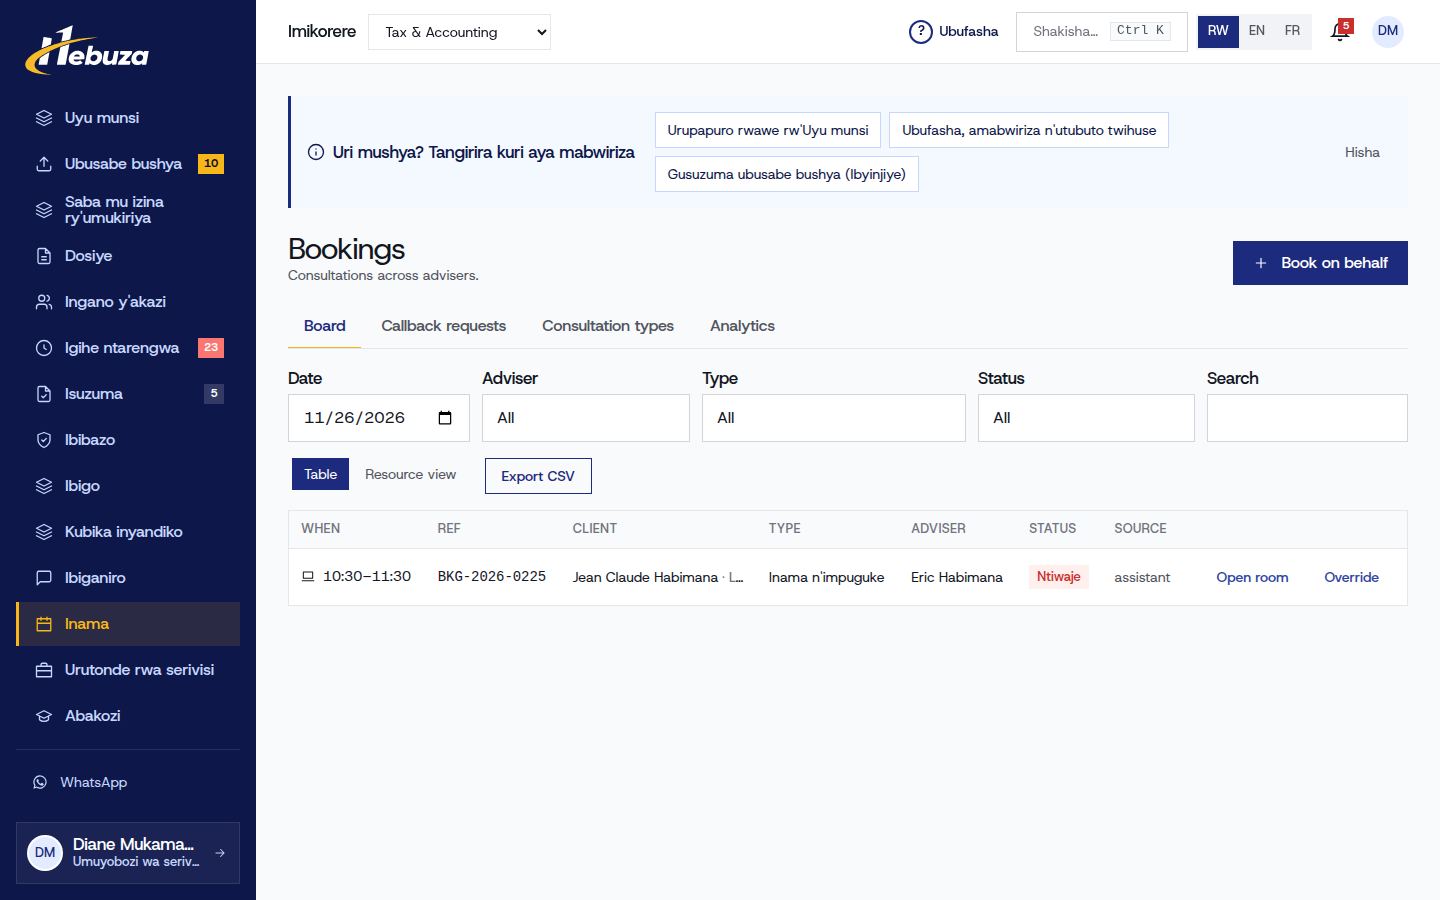 Hebuza
Imikorere
Tax & Accounting
? Ubufasha
Shakisha… Ctrl K
RW EN FR
5
DM
Uyu munsi
Ubusabe bushya 10
Saba mu izina
ry'umukiriya
Dosiye
Ingano y'akazi
Igihe ntarengwa 23
Isuzuma 5
Ibibazo
Ibigo
Kubika inyandiko
Ibiganiro
Inama
Urutonde rwa serivisi
Abakozi
WhatsApp
DM
Diane Mukama…
Umuyobozi wa seriv…
Uri mushya? Tangirira kuri aya mabwiriza
Urupapuro rwawe rw'Uyu munsi
Ubufasha, amabwiriza n'utubuto twihuse
Gusuzuma ubusabe bushya (Ibyinjiye)
Hisha
Bookings
Consultations across advisers.
Book on behalf
Board Callback requests Consultation types Analytics
Date Adviser Type Status Search
11/26/2026 All All All
Table Resource view Export CSV
WHEN REF CLIENT TYPE ADVISER STATUS SOURCE
10:30–11:30 BKG-2026-0225 Jean Claude Habimana · L… Inama n'impuguke Eric Habimana Ntiwaje assistant Open room Override